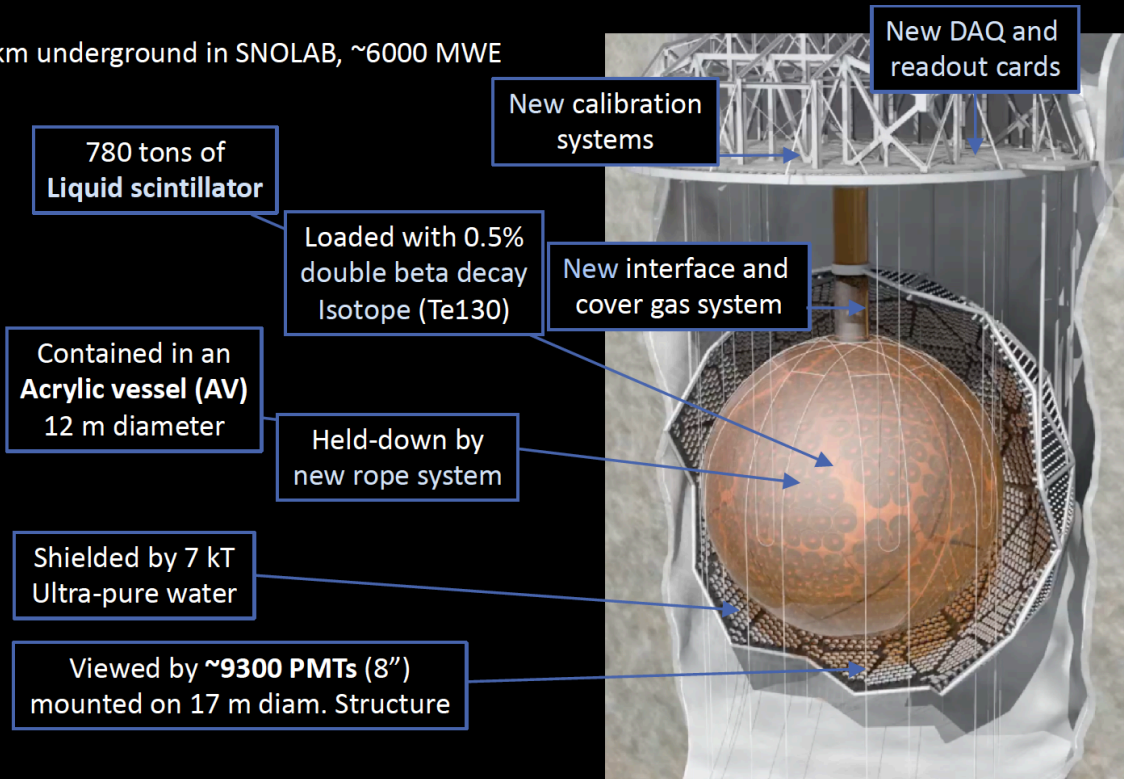 km underground in SNOLAB, ~6000 MWE
New DAQ and
readout cards
New calibration
systems
780 tons of
Liquid scintillator
Loaded with 0.5%
double beta decay
Isotope (Te130)
New interface and
cover gas system
Contained in an
Acrylic vessel (AV)
12 m diameter
Held-down by
new rope system
Shielded by 7 kT
Ultra-pure water
Viewed by ~9300 PMTs (8”)
mounted on 17 m diam. Structure